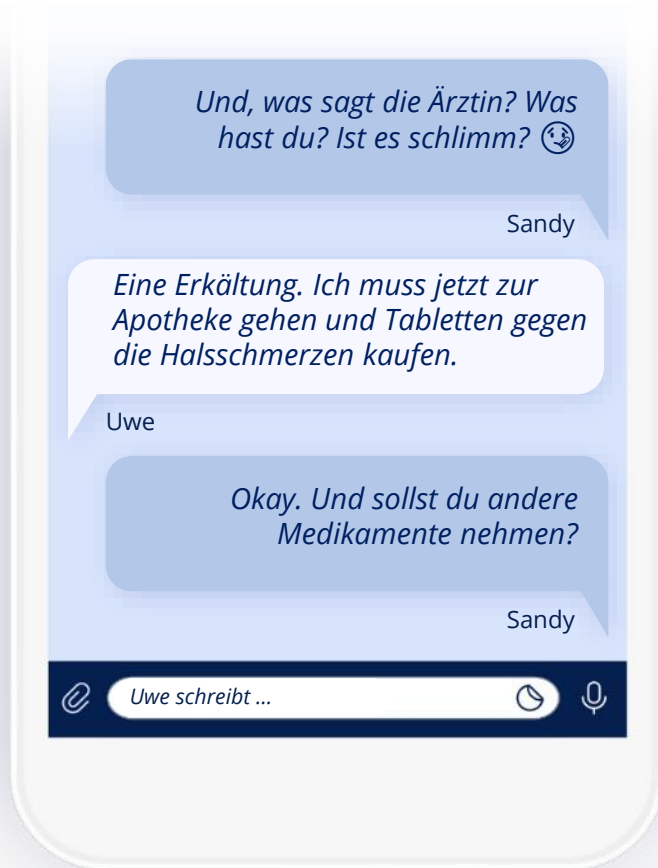 Und, was sagt die Ärztin? Was
hast du? Ist es schlimm? 🤒
Sandy
Eine Erkältung. Ich muss jetzt zur
Apotheke gehen und Tabletten gegen
die Halsschmerzen kaufen.
Uwe
Okay. Und sollst du andere
Medikamente nehmen?
Sandy
Uwe schreibt ...